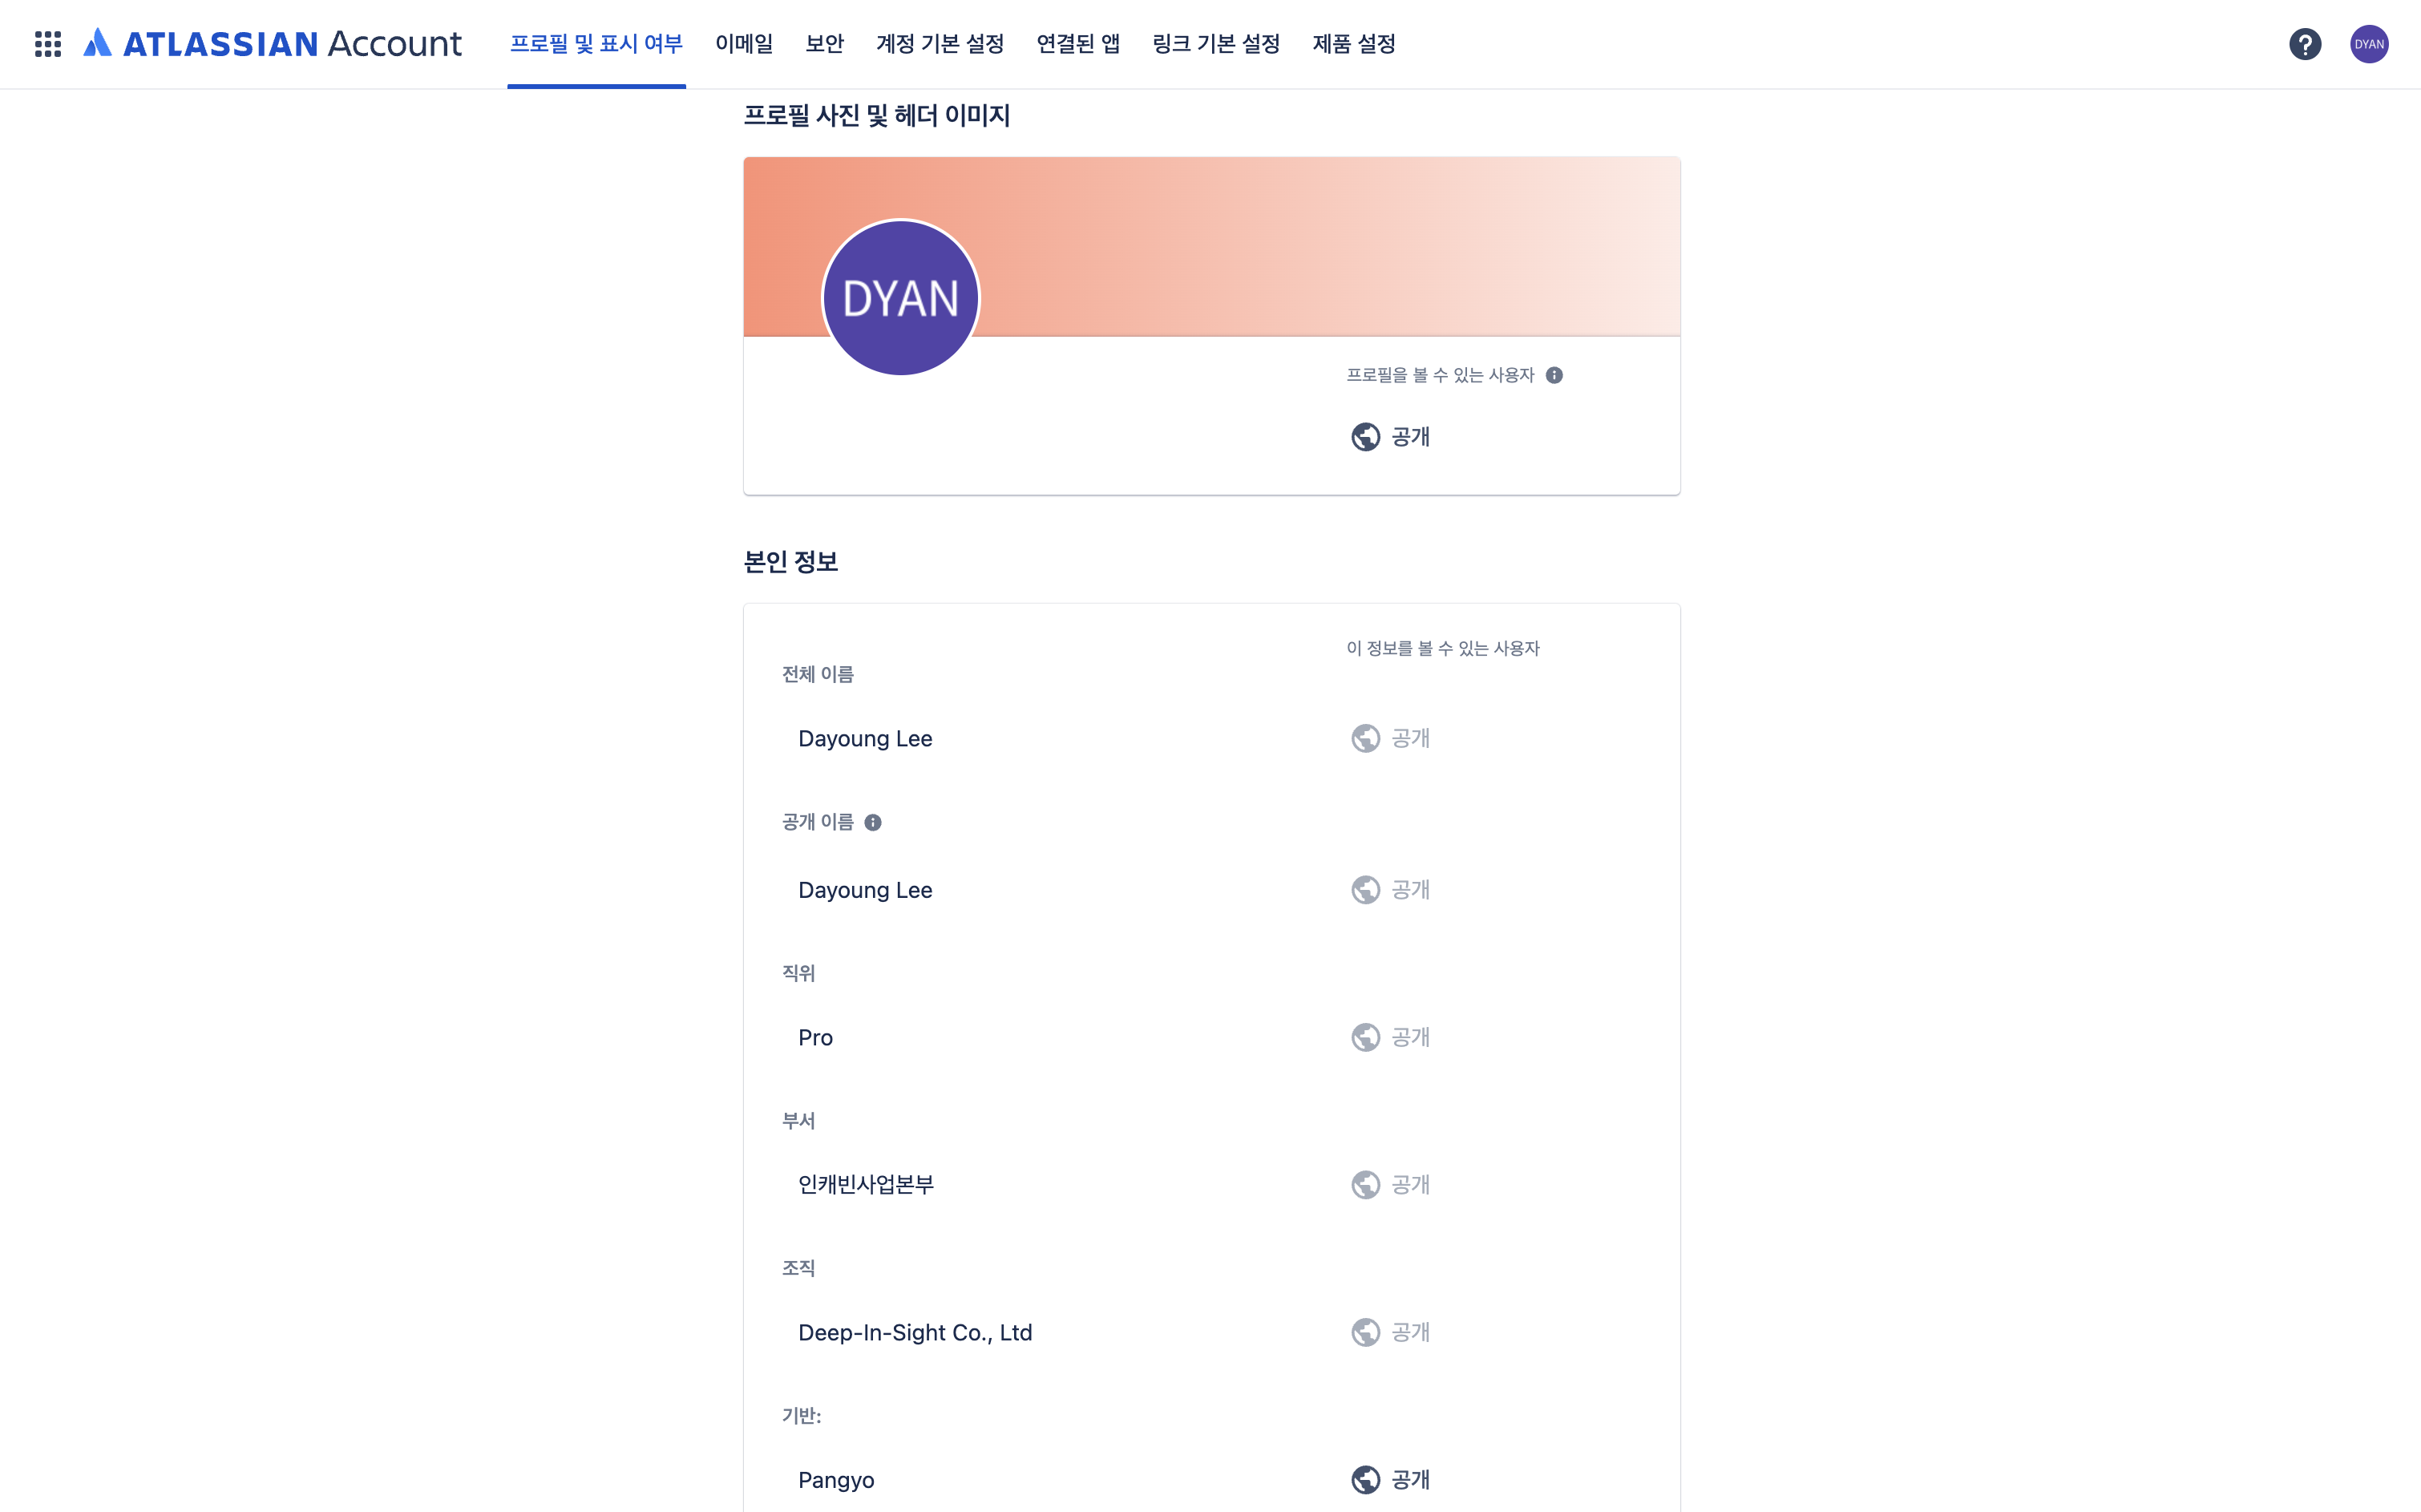 ATLASSIAN Account 프로필 및 표시 여부 이메일 보안 계정 기본 설정 연결된 앱 링크 기본 설정 제품 설정 ? DYAN
프로필 사진 및 헤더 이미지
DYAN
프로필을 볼 수 있는 사용자
공개
본인 정보
이 정보를 볼 수 있는 사용자
전체 이름
Dayoung Lee 공개
공개 이름
Dayoung Lee 공개
직위
Pro 공개
부서
인캐빈사업본부 공개
조직
Deep-In-Sight Co., Ltd 공개
기반:
Pangyo 공개